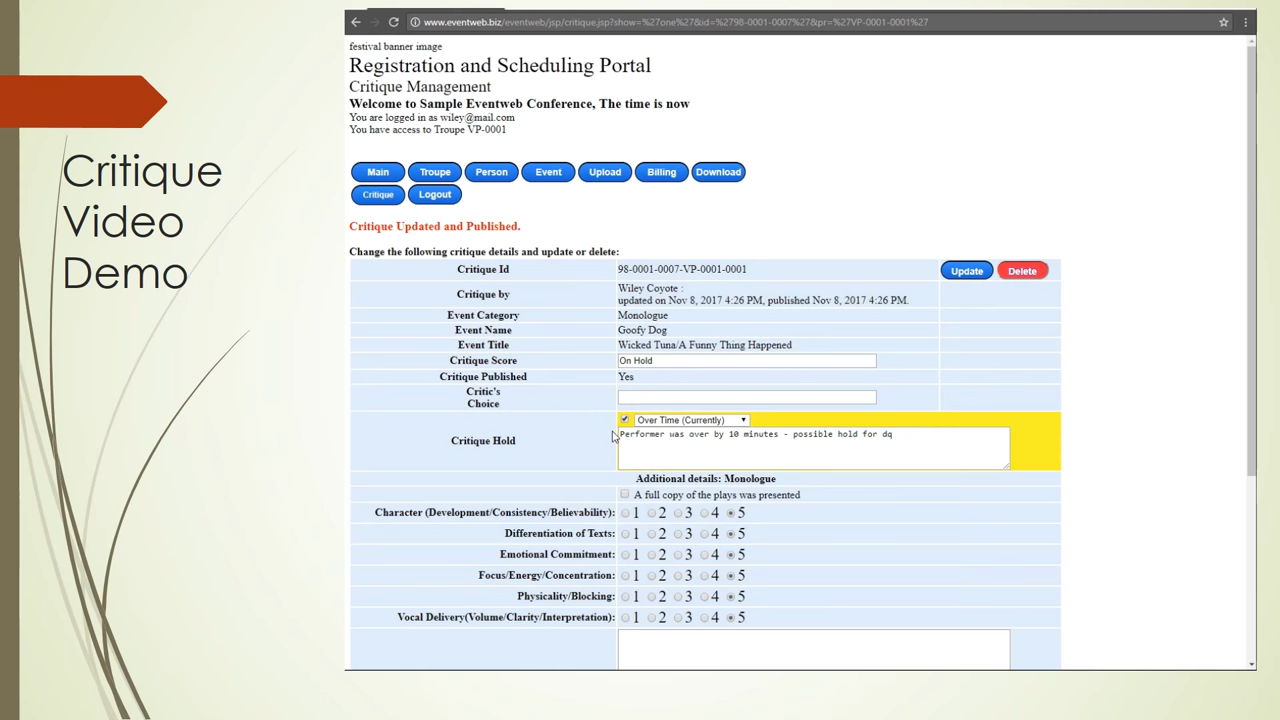 Critique
Video
Demo
www.eventweb.biz/eventweb/jsp/critique.jsp?show=%27one%27&id=%2798-0001-0007%27&pr=%27VP-0001-0001%27
festival banner image
Registration and Scheduling Portal
Critique Management
Welcome to Sample Eventweb Conference, The time is now
You are logged in as wiley@mail.com
You have access to Troupe VP-0001
Main Troupe Person Event Upload Billing Download
Critique Logout
Critique Updated and Published.
Change the following critique details and update or delete:
Critique Id 98-0001-0007-VP-0001-0001 Update Delete
Critique by Wiley Coyote :
updated on Nov 8, 2017 4:26 PM, published Nov 8, 2017 4:26 PM.
Event Category Monologue
Event Name Goofy Dog
Event Title Wicked Tuna/A Funny Thing Happened
Critique Score On Hold
Critique Published Yes
Critic's
Choice
Over Time (Currently)
Critique Hold Performer was over by 10 minutes - possible hold for dq
Additional details: Monologue
A full copy of the plays was presented
Character (Development/Consistency/Believability): 1 2 3 4 5
Differentiation of Texts: 1 2 3 4 5
Emotional Commitment: 1 2 3 4 5
Focus/Energy/Concentration: 1 2 3 4 5
Physicality/Blocking: 1 2 3 4 5
Vocal Delivery(Volume/Clarity/Interpretation): 1 2 3 4 5